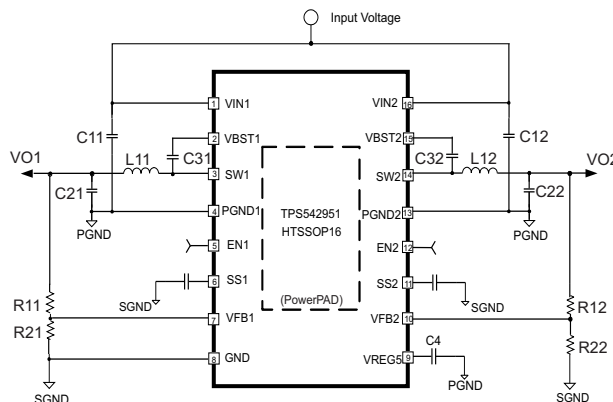 Input Voltage
1 VIN1 VIN2 16
C11 C12
2 VBST1 VBST2 15
VO1 L11 C31 C32 L12 VO2
3 SW1 SW2 14
C21 C22
TPS542951
HTSSOP16
4 PGND1 PGND2 13
PGND PGND
5 EN1 EN2 12
6 SS1 SS2 11
SGND (PowerPAD) SGND
R11 R12
7 VFB1 VFB2 10
R21 R22
8 GND VREG5 9 C4
SGND PGND SGND